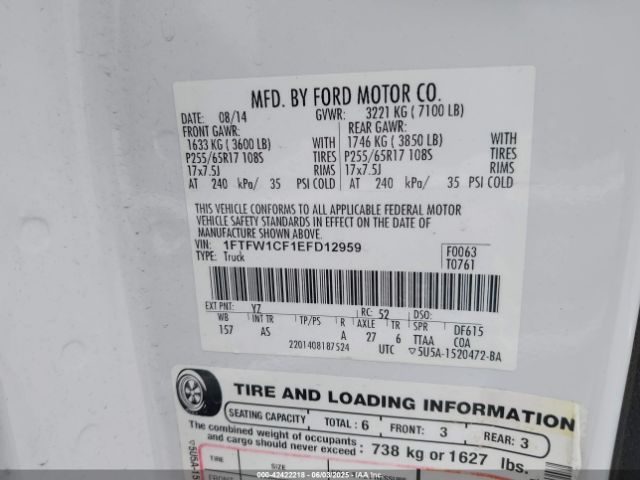 MFD. BY FORD MOTOR CO.
DATE: 08/14 GVWR: 3221 KG ( 7100 LB)
FRONT GAWR: REAR GAWR:
1633 KG ( 3600 LB) WITH 1746 KG ( 3850 LB) WITH
P255/65R17 108S TIRES P255/65R17 108S TIRES
17x7.5J RIMS 17x7.5J RIMS
AT 240 kPa/ 35 PSI COLD AT 240 kPa/ 35 PSI COLD
THIS VEHICLE CONFORMS TO ALL APPLICABLE FEDERAL MOTOR
VEHICLE SAFETY STANDARDS IN EFFECT ON THE DATE OF
MANUFACTURE SHOWN ABOVE.
VIN: 1FTFW1CF1EFD12959 F0063
TYPE: Truck T0761
EXT PNT: YZ RC: 52 DSO:
WB INT TR TP/PS R AXLE TR SPR DF615
157 AS A 27 6 TTAA COA
2201408187524 UTC ▽5U5A-1520472-BA
TIRE AND LOADING INFORMATION
SEATING CAPACITY TOTAL : 6 FRONT: 3 REAR: 3
The combined weight of occupants
and cargo should never exceed: 738 kg or 1627 lbs.
TIRE SIZE
© 000-42422218 - 06/03/2025 - IAAI.COM